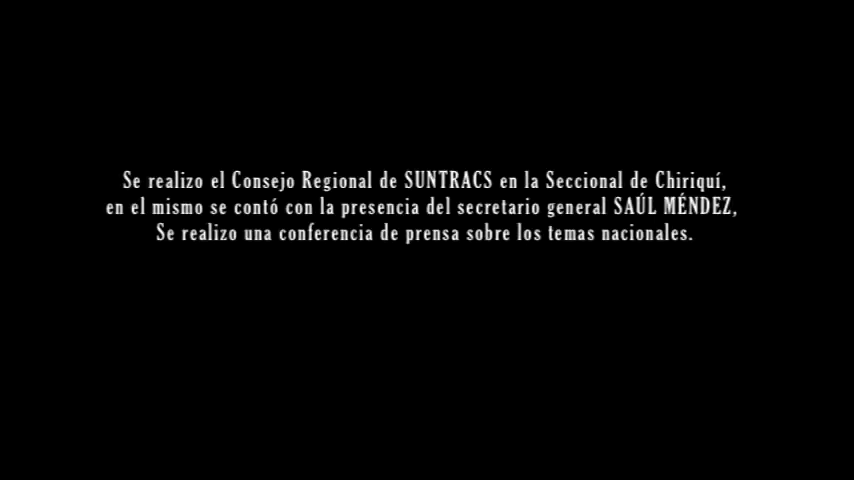 Se realizo el Consejo Regional de SUNTRACS en la Seccional de Chiriquí,
en el mismo se contó con la presencia del secretario general SAÚL MÉNDEZ,
Se realizo una conferencia de prensa sobre los temas nacionales.